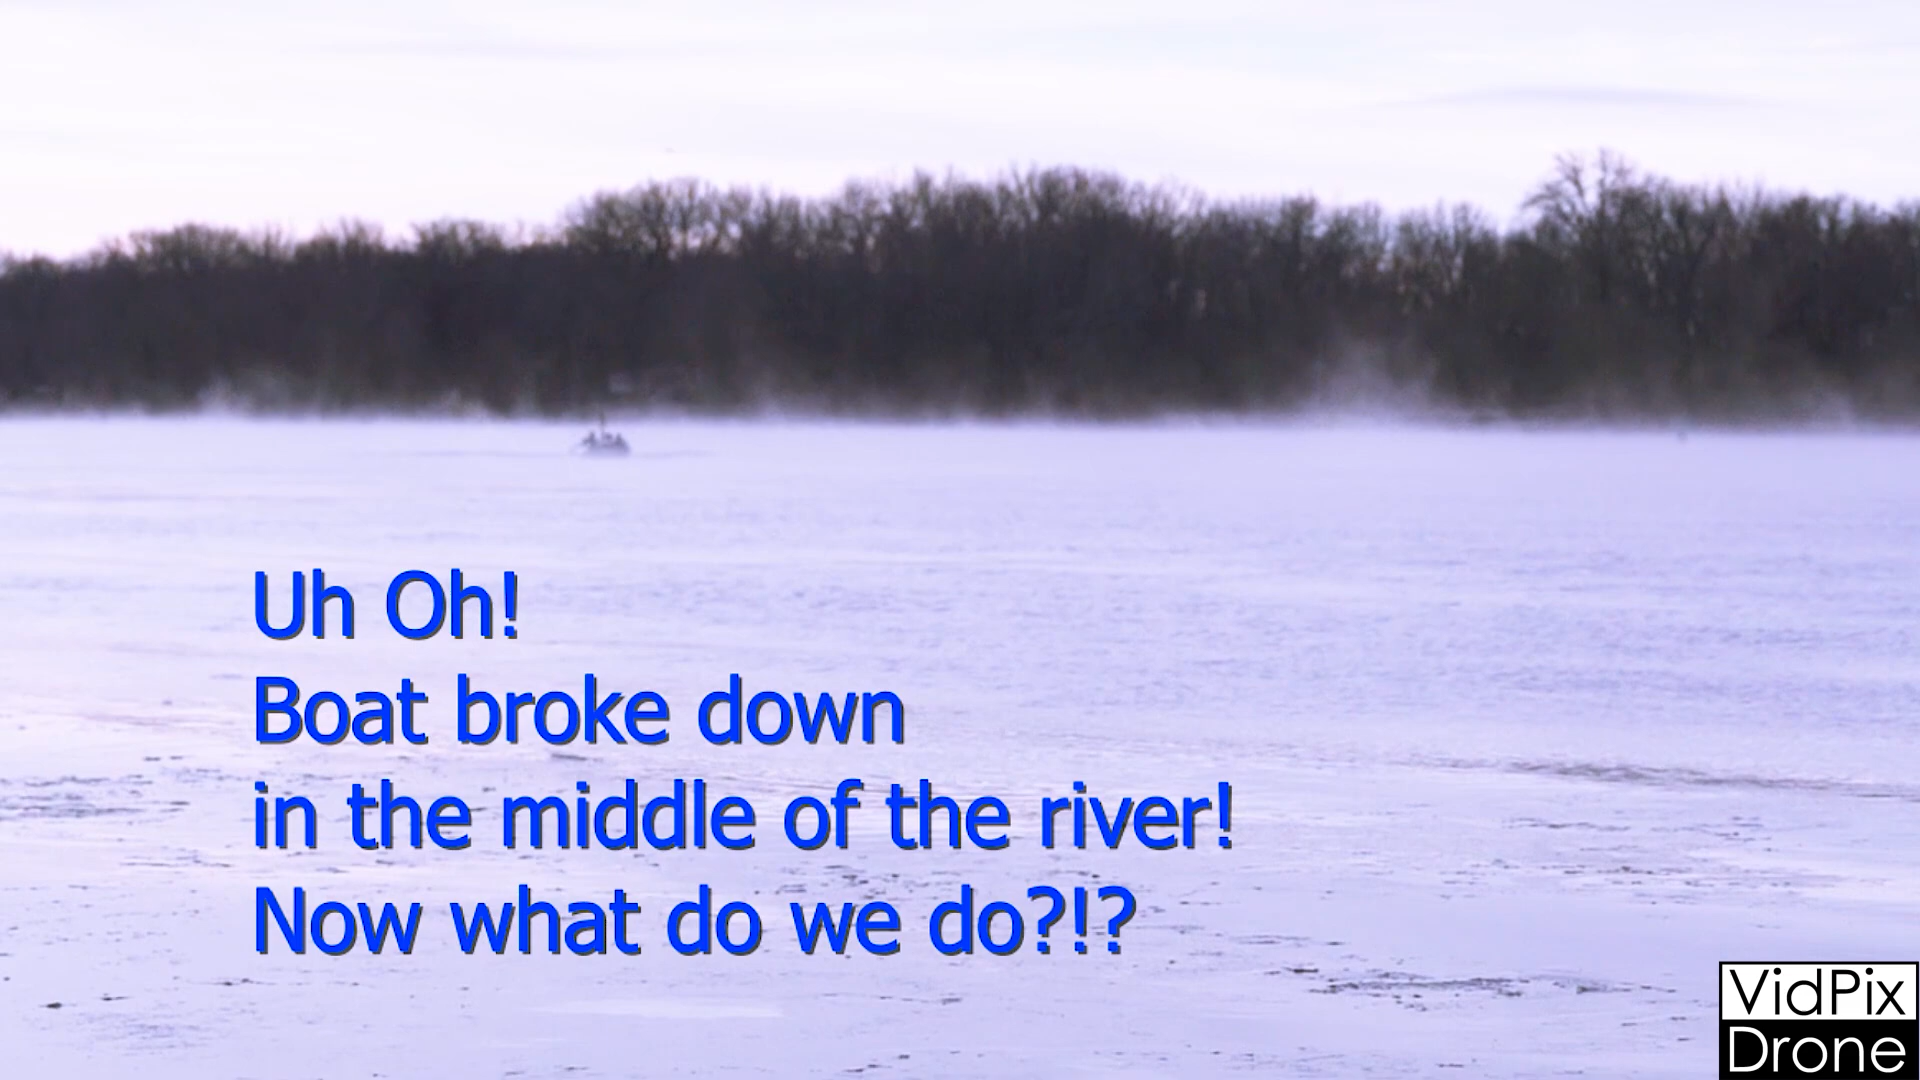 Uh Oh!
Boat broke down
in the middle of the river!
Now what do we do?!?
VidPix
Drone